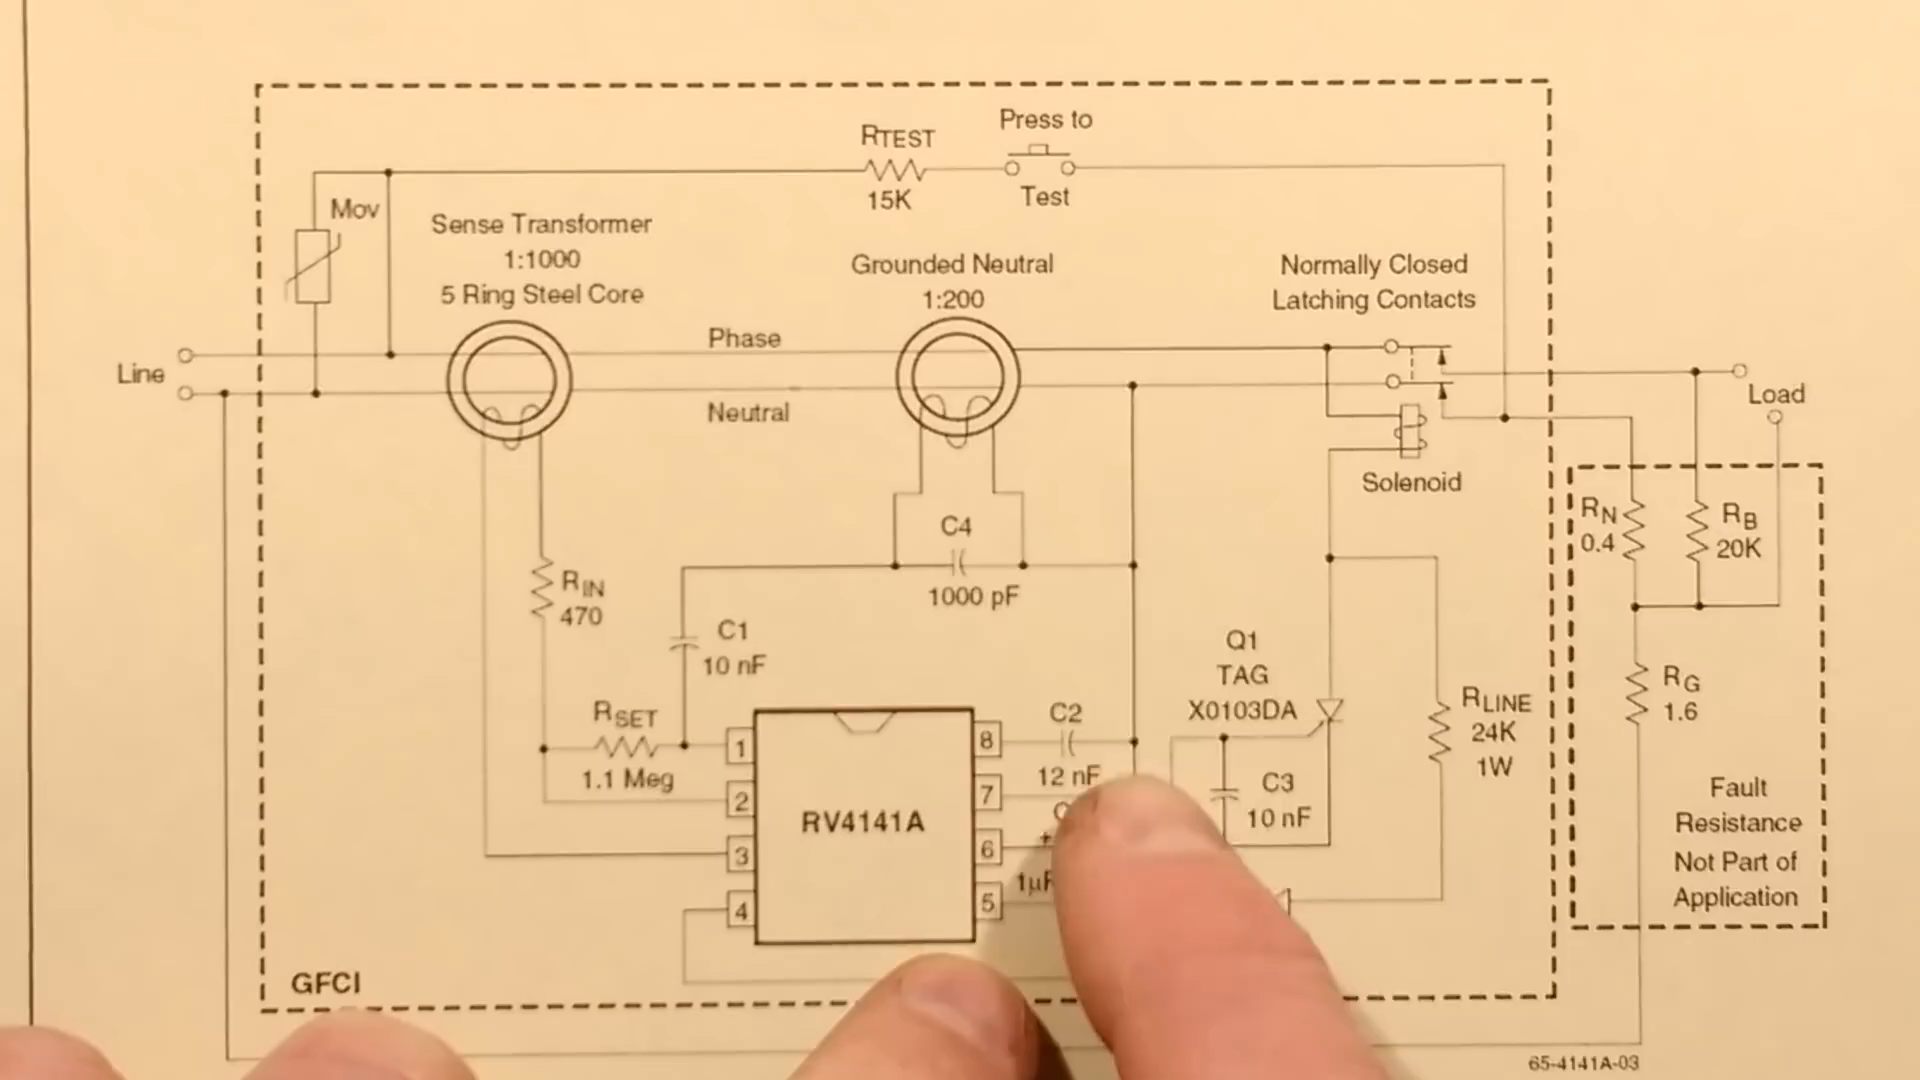 RTEST
15K
Press to
Test
Mov
Sense Transformer
1:1000
5 Ring Steel Core
Grounded Neutral
1:200
Normally Closed
Latching Contacts
Line
Phase
Neutral
Load
Solenoid
RIN
470
C4
1000 pF
RN
0.4
RB
20K
C1
10 nF
Q1
TAG
X0103DA
RG
1.6
RSET
1.1 Meg
C2
12 nF
RLINE
24K
1W
C3
10 nF
1
2
3
4
8
7
6
5
RV4141A
+
1µF
Fault
Resistance
Not Part of
Application
GFCI
65-4141A-03